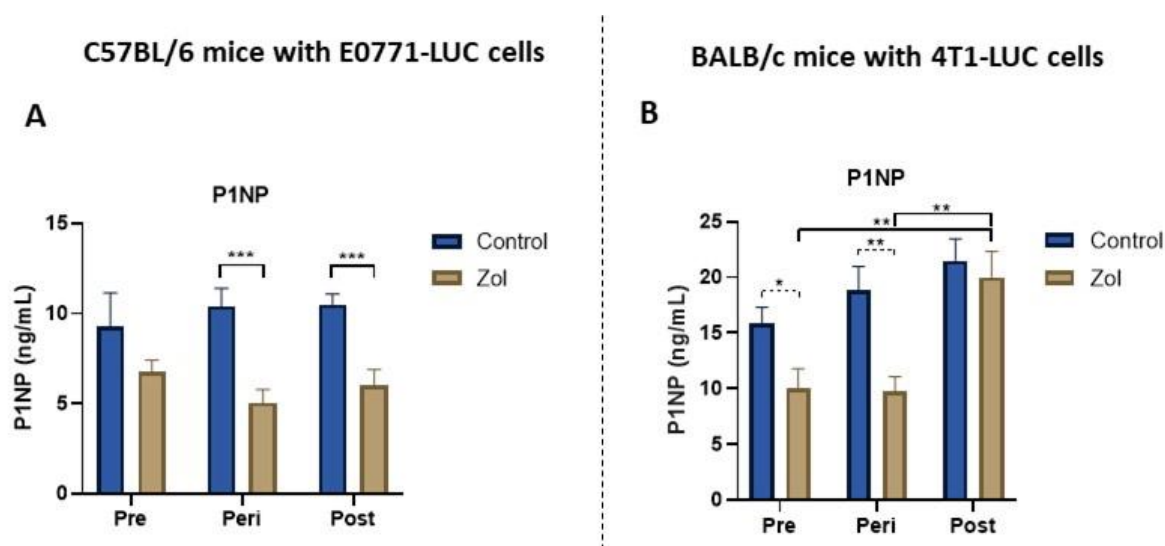 C57BL/6 mice with E0771-LUC cells
A
P1NP
15
10
5
0
P1NP (ng/mL)
***
***
Pre
Peri
Post
Control
Zol
BALB/c mice with 4T1-LUC cells
B
P1NP
25
20
15
10
5
0
P1NP (ng/mL)
**
**
**
*
Pre
Peri
Post
Control
Zol